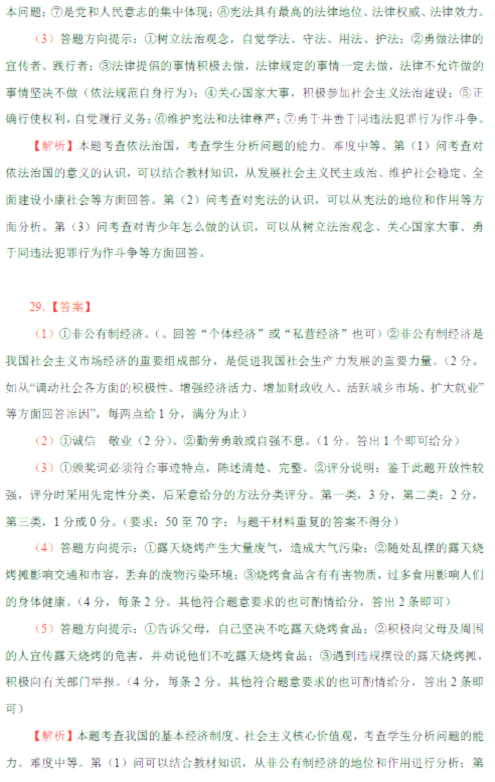 本问题；⑦是党和人民意志的集中体现；⑧宪法具有最高的法律地位、法律权威、法律效力。
（3）答题方向提示：①树立法治观念，自觉学法、守法、用法、护法；②勇做法律的
宣传者、践行者；③法律提倡的事情积极去做，法律规定的事情一定去做，法律不允许做的
事情坚决不做（依法规范自身行为）；④关心国家大事，积极参加社会主义法治建设；⑤正
确行使权利，自觉履行义务；⑥维护宪法和法律尊严；⑦勇于并善于同违法犯罪行为作斗争。
【解析】本题考查依法治国，考查学生分析问题的能力。难度中等。第（1）问考查对
依法治国的意义的认识，可以结合教材知识，从发展社会主义民主政治、维护社会稳定、全
面建设小康社会等方面回答。第（2）问考查对宪法的认识，可以从宪法的地位和作用等方
面分析。第（3）问考查对青少年怎么做的认识，可以从树立法治观念、关心国家大事、勇
于同违法犯罪行为作斗争等方面回答。
29.【答案】
（1）①非公有制经济。（。回答“个体经济”或“私营经济”也可）②非公有制经济是
我国社会主义市场经济的重要组成部分，是促进我国社会生产力发展的重要力量。（2分。
如从“调动社会各方面的积极性、增强经济活力、增加财政收入、活跃城乡市场、扩大就业”
等方面回答原因”，每两点给1分，满分为止）
（2）①诚信 敬业（2分）。②勤劳勇敢或自强不息。（1分。答出1个即可给分）
（3）①颁奖词必须符合事迹特点，陈述清楚、完整。②评分说明：鉴于此题开放性较
强，评分时采用先定性分类，后采意给分的方法分类评分。第一类，3分，第二类：2分，
第三类，1分或0分。（要求：50至70字；与题干材料重复的答案不得分）
（4）答题方向提示：①露天烧烤产生大量废气，造成大气污染；②随处乱摆的露天烧
烤摊影响交通和市容，丢弃的废物污染环境；③烧烤食品含有有害物质，过多食用影响人们
的身体健康。（4分，每条2分。其他符合题意要求的也可酌情给分，答出2条即可）
（5）答题方向提示：①告诉父母，自己坚决不吃露天烧烤食品；②积极向父母及周围
的人宣传露天烧烤的危害，并劝说他们不吃露天烧烤食品；③遇到违规摆设的露天烧烤摊，
积极向有关部门举报。（4分，每条2分。其他符合题意要求的也可酌情给分，答出2条即
可）
【解析】本题考查我国的基本经济制度、社会主义核心价值观，考查学生分析问题的能
力。难度中等。第（1）问可以结合教材知识，从非公有制经济的地位和作用进行分析；第